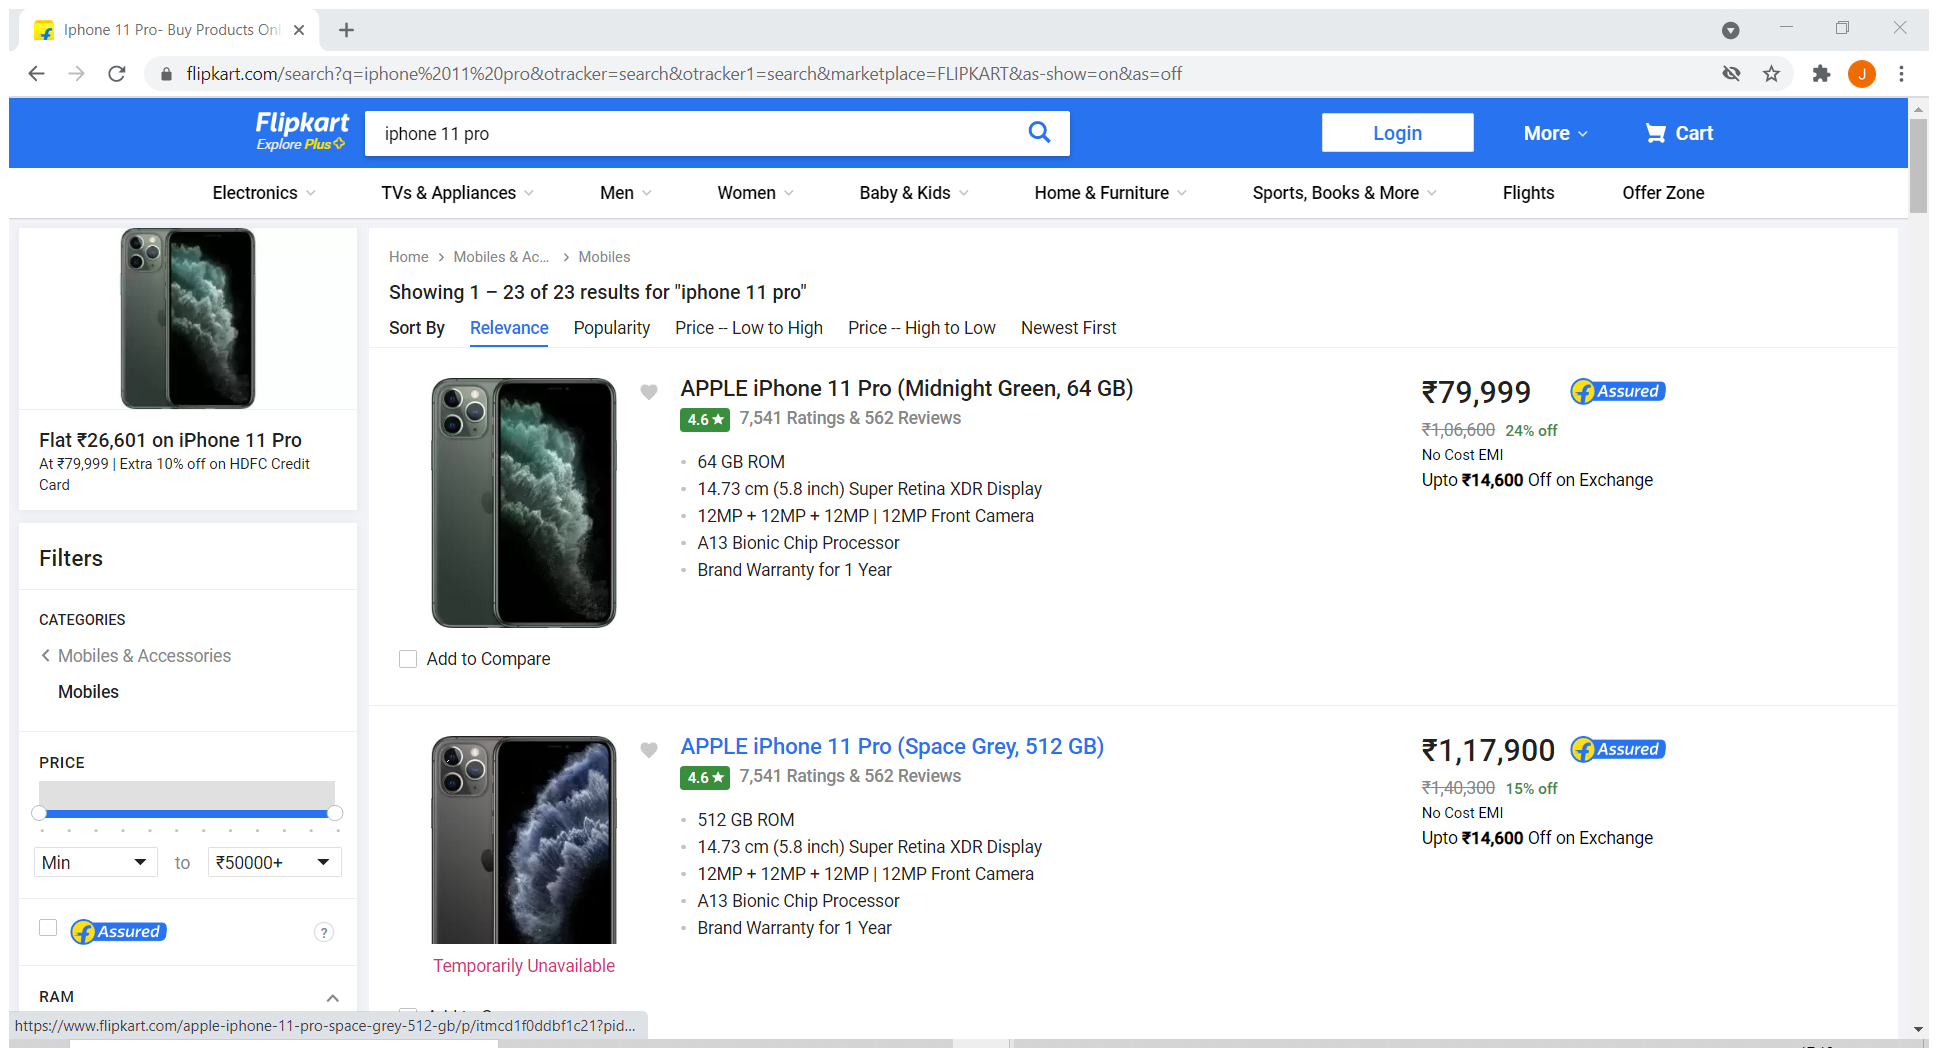 Iphone 11 Pro- Buy Products Onl
flipkart.com/search?q=iphone%2011%20pro&otracker=search&otracker1=search&marketplace=FLIPKART&as-show=on&as=off
J
Flipkart
Explore Plus
iphone 11 pro
Login
More
Cart
Electronics
TVs & Appliances
Men
Women
Baby & Kids
Home & Furniture
Sports, Books & More
Flights
Offer Zone
Flat ₹26,601 on iPhone 11 Pro
At ₹79,999 | Extra 10% off on HDFC Credit
Card
Filters
CATEGORIES
Mobiles & Accessories
Mobiles
PRICE
Min
to
₹50000+
Assured
?
RAM
Home > Mobiles & Ac... > Mobiles
Showing 1 – 23 of 23 results for "iphone 11 pro"
Sort By
Relevance
Popularity
Price -- Low to High
Price -- High to Low
Newest First
APPLE iPhone 11 Pro (Midnight Green, 64 GB)
4.6★ 7,541 Ratings & 562 Reviews
64 GB ROM
14.73 cm (5.8 inch) Super Retina XDR Display
12MP + 12MP + 12MP | 12MP Front Camera
A13 Bionic Chip Processor
Brand Warranty for 1 Year
Add to Compare
₹79,999
Assured
₹1,06,600 24% off
No Cost EMI
Upto ₹14,600 Off on Exchange
APPLE iPhone 11 Pro (Space Grey, 512 GB)
4.6★ 7,541 Ratings & 562 Reviews
512 GB ROM
14.73 cm (5.8 inch) Super Retina XDR Display
12MP + 12MP + 12MP | 12MP Front Camera
A13 Bionic Chip Processor
Brand Warranty for 1 Year
Temporarily Unavailable
₹1,17,900
Assured
₹1,40,300 15% off
No Cost EMI
Upto ₹14,600 Off on Exchange
https://www.flipkart.com/apple-iphone-11-pro-space-grey-512-gb/p/itmcd1f0ddbf1c21?pid...